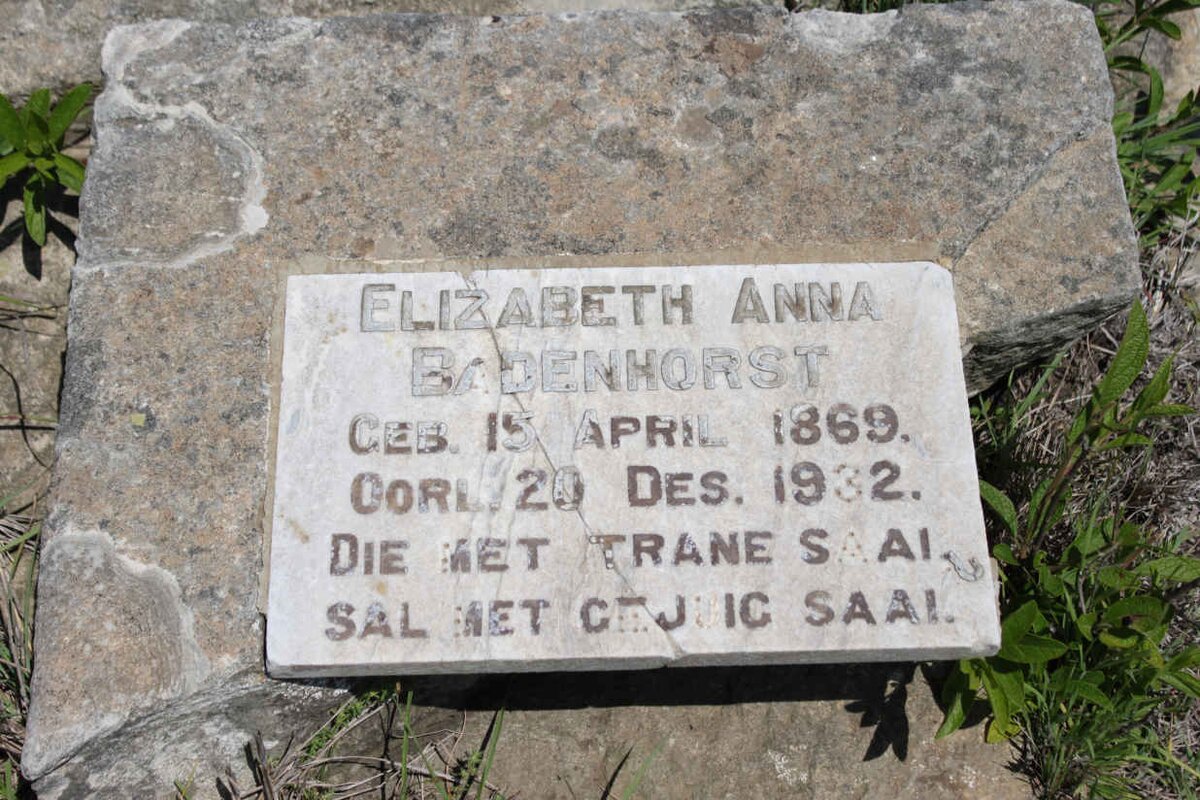 ELIZABETH ANNA
BADENHORST
GEB. 15 APRIL 1869.
OORL. 20 DES. 1932.
DIE MET TRANE SAAI,
SAL MET GEJUIG SAAI.